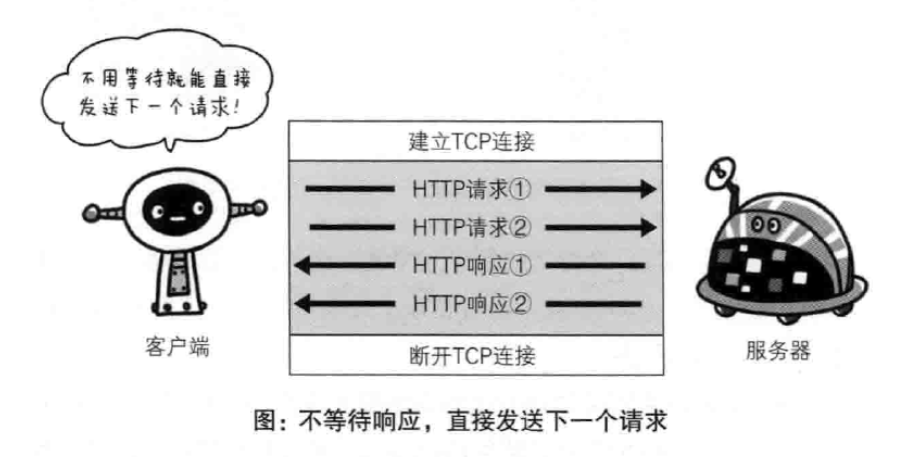 不用等待就能直接
发送下一个请求!
建立TCP连接
HTTP请求①
HTTP请求②
HTTP响应①
HTTP响应②
断开TCP连接
客户端
服务器
图：不等待响应，直接发送下一个请求